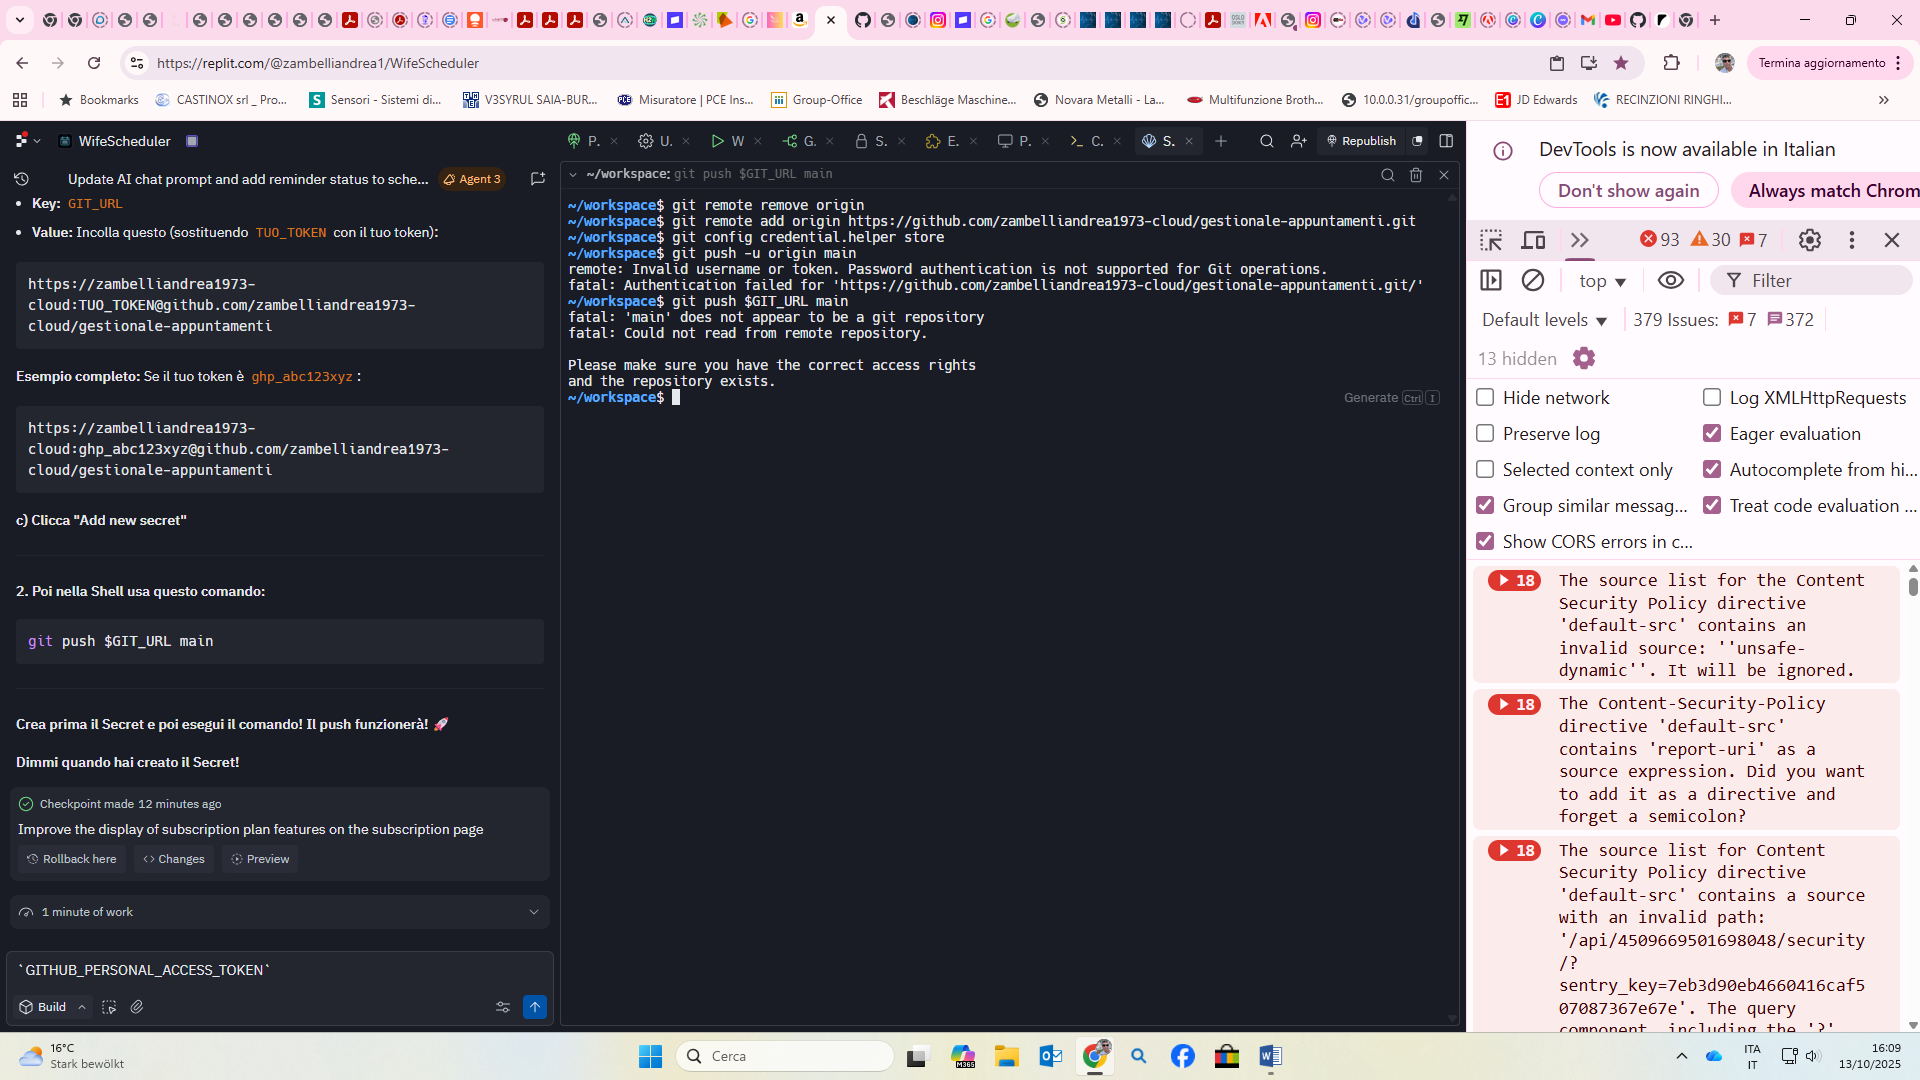 https://replit.com/@zambelliandrea1/WifeScheduler
Termina aggiornamento
Bookmarks
CASTINOX srl _ Pro...
Sensori - Sistemi di...
V3SYRUL SAIA-BUR...
Misuratore | PCE Ins...
Group-Office
Beschläge Maschine...
Novara Metalli - La...
Multifunzione Broth...
10.0.0.31/groupoffic...
JD Edwards
RECINZIONI RINGHI...
WifeScheduler
P.
U.
W
G.
S.
E.
P.
C.
S.
Republish
Update AI chat prompt and add reminder status to sche...
Agent 3
• Key: GIT_URL
• Value: Incolla questo (sostituendo TUO_TOKEN con il tuo token):
https://zambelliandrea1973-
cloud:TUO_TOKEN@github.com/zambelliandrea1973-
cloud/gestionale-appuntamenti
Esempio completo: Se il tuo token è ghp_abc123xyz :
https://zambelliandrea1973-
cloud:ghp_abc123xyz@github.com/zambelliandrea1973-
cloud/gestionale-appuntamenti
c) Clicca "Add new secret"
2. Poi nella Shell usa questo comando:
git push $GIT_URL main
Crea prima il Secret e poi esegui il comando! Il push funzionerà! 🚀
Dimmi quando hai creato il Secret!
Checkpoint made 12 minutes ago
Improve the display of subscription plan features on the subscription page
Rollback here
Changes
Preview
1 minute of work
`GITHUB_PERSONAL_ACCESS_TOKEN`
Build
~/workspace: git push $GIT_URL main
~/workspace$ git remote remove origin
~/workspace$ git remote add origin https://github.com/zambelliandrea1973-cloud/gestionale-appuntamenti.git
~/workspace$ git config credential.helper store
~/workspace$ git push -u origin main
remote: Invalid username or token. Password authentication is not supported for Git operations.
fatal: Authentication failed for 'https://github.com/zambelliandrea1973-cloud/gestionale-appuntamenti.git/'
~/workspace$ git push $GIT_URL main
fatal: 'main' does not appear to be a git repository
fatal: Could not read from remote repository.
Please make sure you have the correct access rights
and the repository exists.
~/workspace$
Generate Ctrl I
DevTools is now available in Italian
Don't show again
Always match Chrom
93
30
7
top
Filter
Default levels
379 Issues:
7
372
13 hidden
Hide network
Log XMLHttpRequests
Preserve log
Eager evaluation
Selected context only
Autocomplete from hi...
Group similar messag...
Treat code evaluation ...
Show CORS errors in c...
18
The source list for the Content
Security Policy directive
'default-src' contains an
invalid source: ''unsafe-
dynamic''. It will be ignored.
18
The Content-Security-Policy
directive 'default-src'
contains 'report-uri' as a
source expression. Did you want
to add it as a directive and
forget a semicolon?
18
The source list for Content
Security Policy directive
'default-src' contains a source
with an invalid path:
'/api/4509669501698048/security
/?
sentry_key=7eb3d90eb4660416caf5
07087367e67e'. The query
component, including the '?'
16°C
Stark bewölkt
Cerca
M365
ITA
IT
16:09
13/10/2025